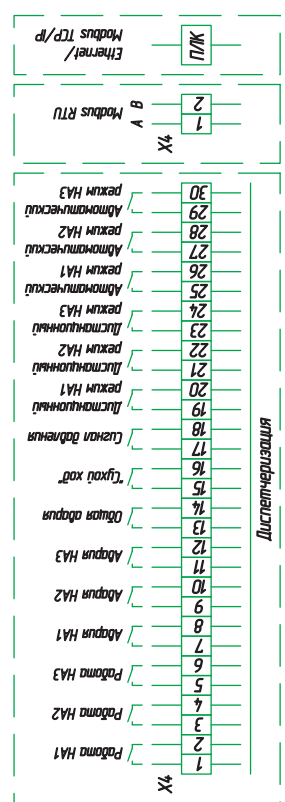 X4
1
2
Работа НА1
3
4
Работа НА2
5
6
Работа НА3
7
8
Авария НА1
9
10
Авария НА2
11
12
Авария НА3
13
14
Общая авария
15
16
"Сухой ход"
17
18
Сигнал давления
19
20
Дистанционный
режим НА1
21
22
Дистанционный
режим НА2
23
24
Дистанционный
режим НА3
25
26
Автоматический
режим НА1
27
28
Автоматический
режим НА2
29
30
Автоматический
режим НА3
Диспетчеризация
X4
1
A
2
B
Modbus RTU
ПЛК
Ethernet/
Modbus TCP/IP